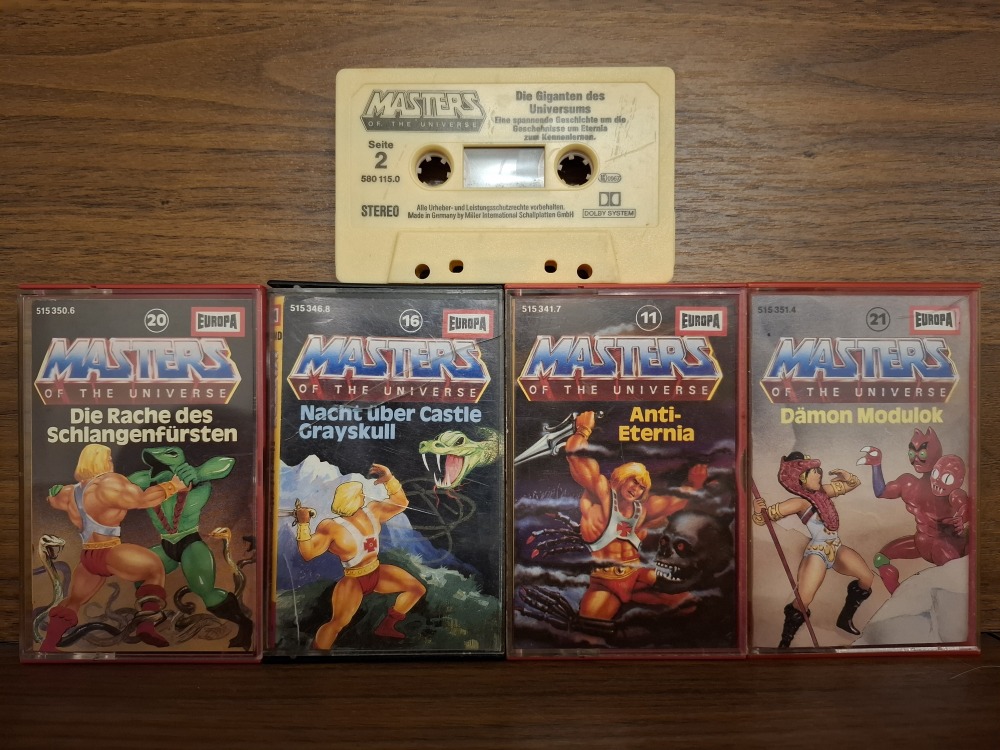 MASTERS
OF THE UNIVERSE
Die Giganten des
Universums
Eine spannende Geschichte um die
Geschehnisse um Eternia
zum Kennenlernen.
Seite
2
580 115.0
STEREO
Alle Urheber- und Leistungsschutzrechte vorbehalten.
Made in Germany by Miller International Schallplatten GmbH
DOLBY SYSTEM
515 350.6
20
EUROPA
MASTERS
OF THE UNIVERSE
Die Rache des
Schlangenfürsten
515 346.8
16
EUROPA
MASTERS
OF THE UNIVERSE
Nacht über Castle
Grayskull
515 341.7
11
EUROPA
MASTERS
OF THE UNIVERSE
Anti-
Eternia
515 351.4
21
EUROPA
MASTERS
OF THE UNIVERSE
Dämon Modulok